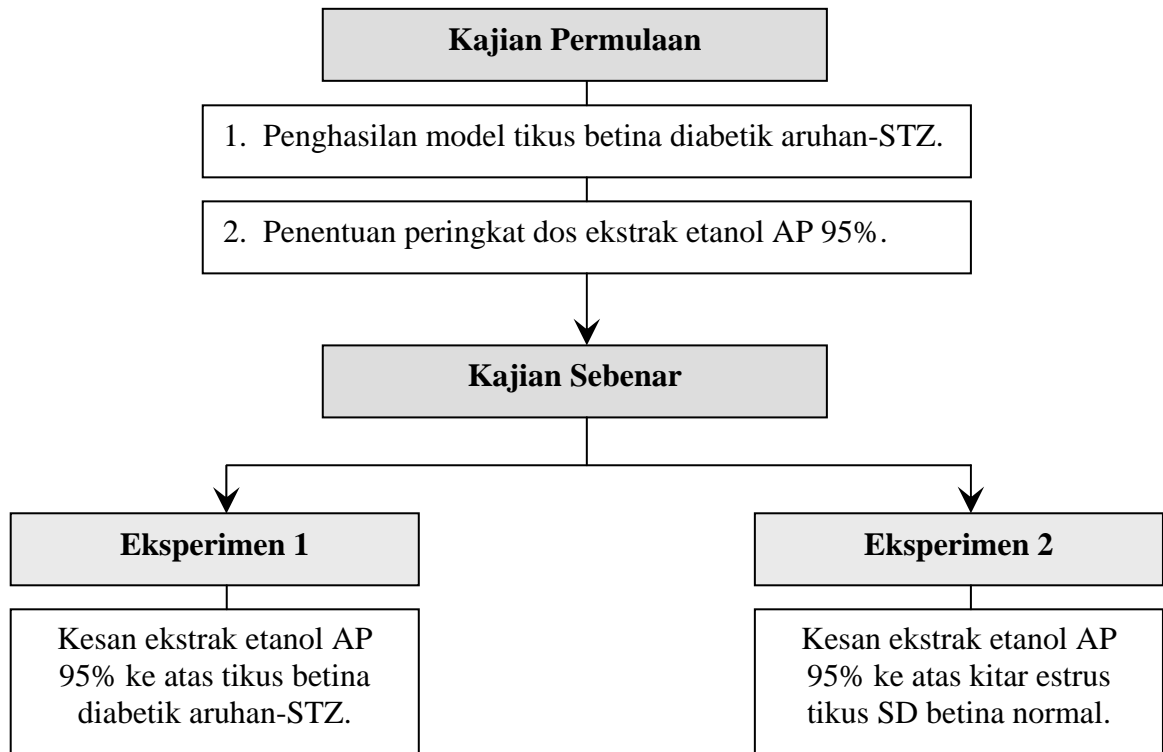 Kajian Permulaan
1. Penghasilan model tikus betina diabetik aruhan-STZ.
2. Penentuan peringkat dos ekstrak etanol AP 95%.
Kajian Sebenar
Eksperimen 1
Kesan ekstrak etanol AP
95% ke atas tikus betina
diabetik aruhan-STZ.
Eksperimen 2
Kesan ekstrak etanol AP
95% ke atas kitar estrus
tikus SD betina normal.